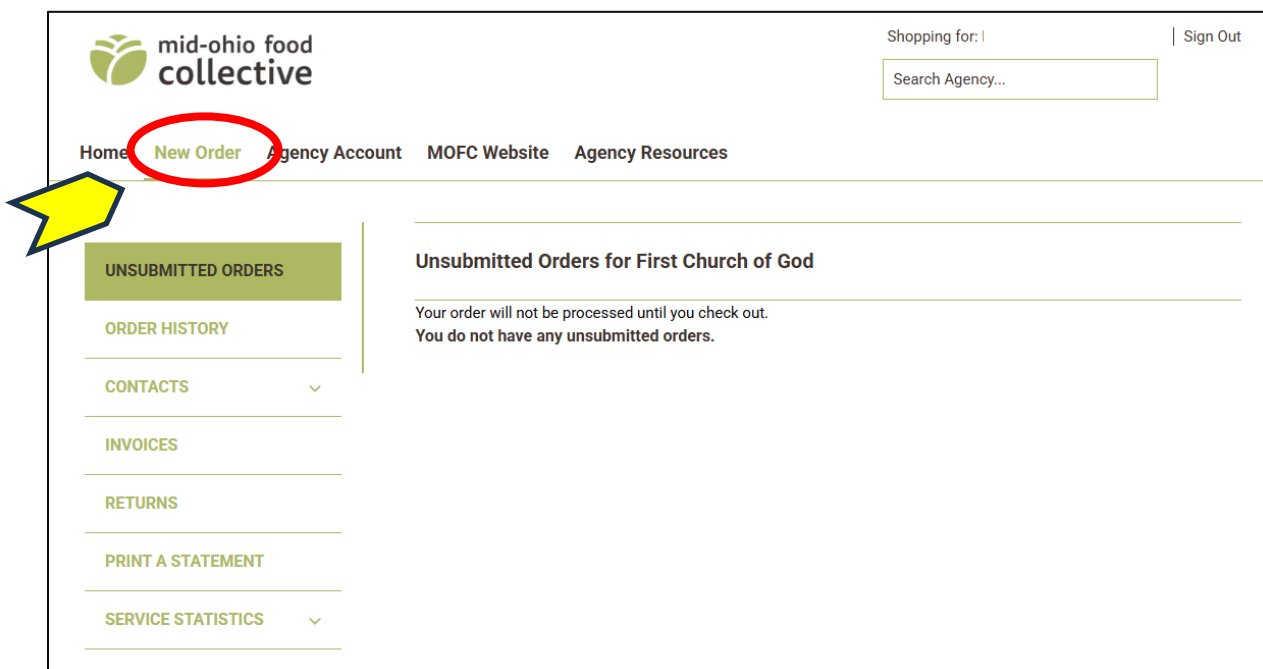 mid-ohio food
collective
Shopping for:
Sign Out
Search Agency...
Home New Order Agency Account MOFC Website Agency Resources
UNSUBMITTED ORDERS
ORDER HISTORY
CONTACTS
INVOICES
RETURNS
PRINT A STATEMENT
SERVICE STATISTICS
Unsubmitted Orders for First Church of God
Your order will not be processed until you check out.
You do not have any unsubmitted orders.